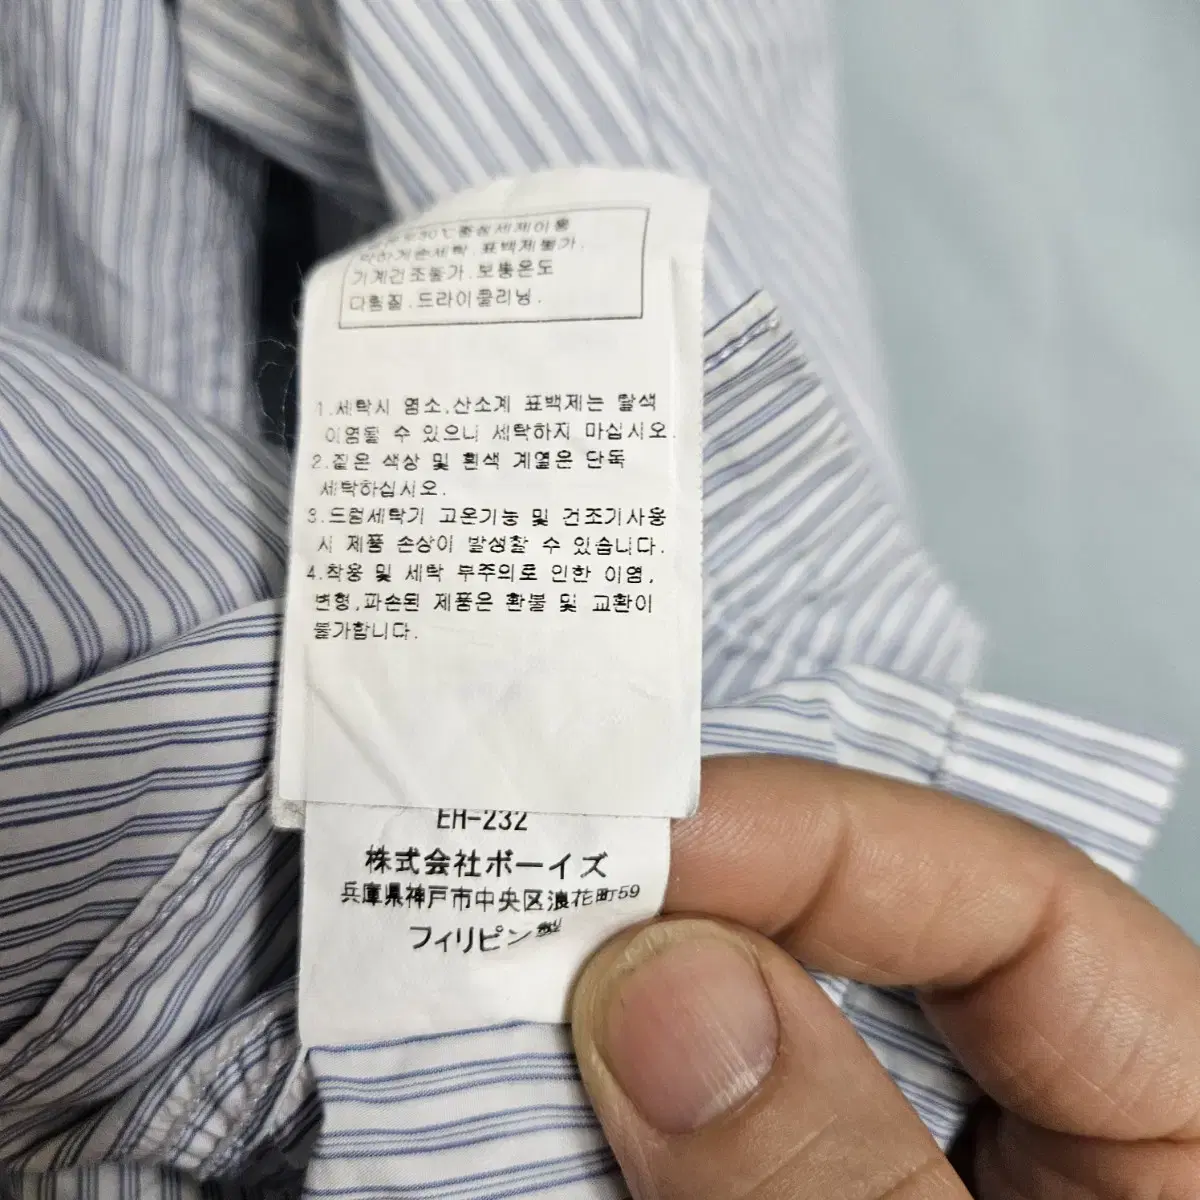 30℃중성세제이용
약하게손세탁.표백제불가.
기계건조불가.보통온도
다림질.드라이클리닝.
1.세탁시 염소,산소계 표백제는 탈색
이염될 수 있으니 세탁하지 마십시오.
2.짙은 색상 및 흰색 계열은 단독
세탁하십시오.
3.드럼세탁기 고온기능 및 건조기사용
시 제품 손상이 발생할 수 있습니다.
4.착용 및 세탁 부주의로 인한 이염,
변형,파손된 제품은 환불 및 교환이
불가합니다.
EH-232
株式会社ボーイズ
兵庫県神戸市中央区浪花町59
フィリピン製